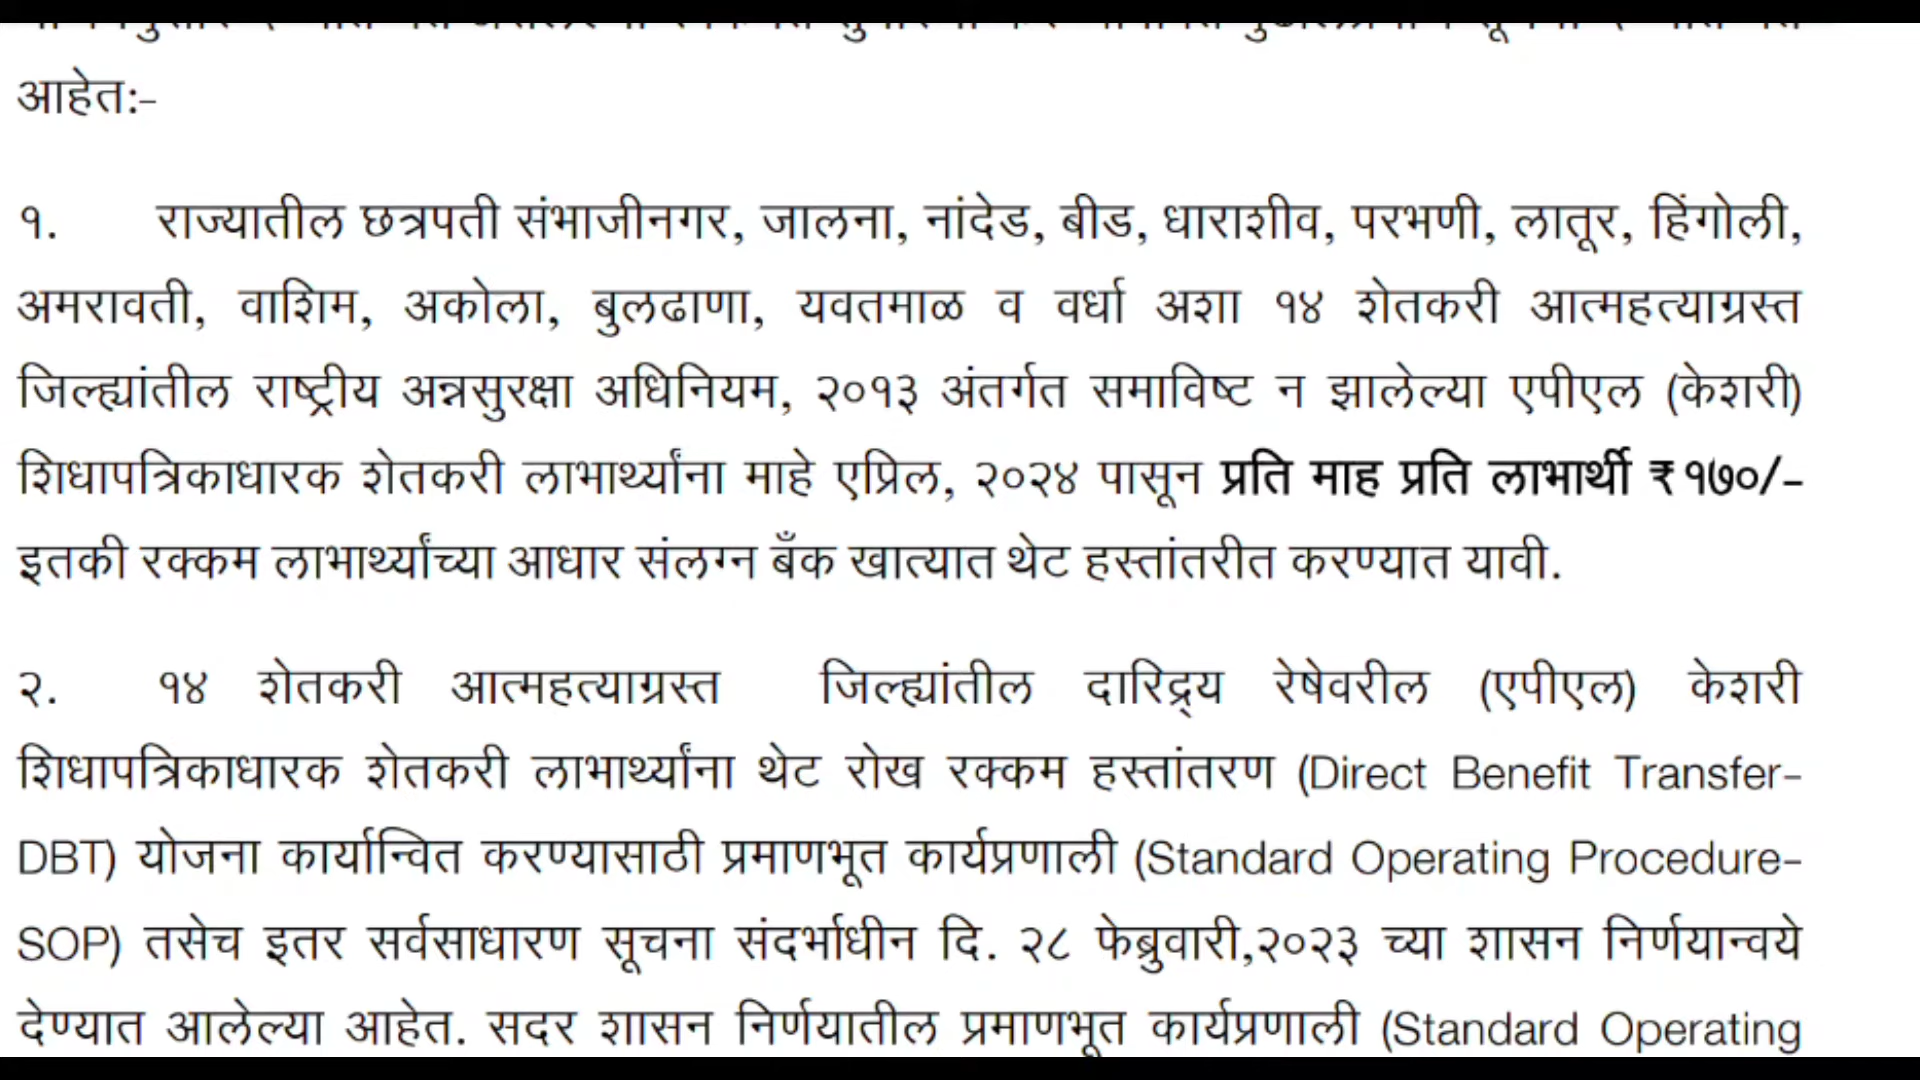 आहेत:-
१. राज्यातील छत्रपती संभाजीनगर, जालना, नांदेड, बीड, धाराशीव, परभणी, लातूर, हिंगोली,
अमरावती, वाशिम, अकोला, बुलढाणा, यवतमाळ व वर्धा अशा १४ शेतकरी आत्महत्याग्रस्त
जिल्ह्यांतील राष्ट्रीय अन्नसुरक्षा अधिनियम, २०१३ अंतर्गत समाविष्ट न झालेल्या एपीएल (केशरी)
शिधापत्रिकाधारक शेतकरी लाभार्थ्यांना माहे एप्रिल, २०२४ पासून प्रति माह प्रति लाभार्थी ₹१७०/-
इतकी रक्कम लाभार्थ्यांच्या आधार संलग्न बँक खात्यात थेट हस्तांतरीत करण्यात यावी.
२. १४ शेतकरी आत्महत्याग्रस्त जिल्ह्यांतील दारिद्र्य रेषेवरील (एपीएल) केशरी
शिधापत्रिकाधारक शेतकरी लाभार्थ्यांना थेट रोख रक्कम हस्तांतरण (Direct Benefit Transfer-
DBT) योजना कार्यान्वित करण्यासाठी प्रमाणभूत कार्यप्रणाली (Standard Operating Procedure-
SOP) तसेच इतर सर्वसाधारण सूचना संदर्भाधीन दि. २८ फेब्रुवारी,२०२३ च्या शासन निर्णयान्वये
देण्यात आलेल्या आहेत. सदर शासन निर्णयातील प्रमाणभूत कार्यप्रणाली (Standard Operating